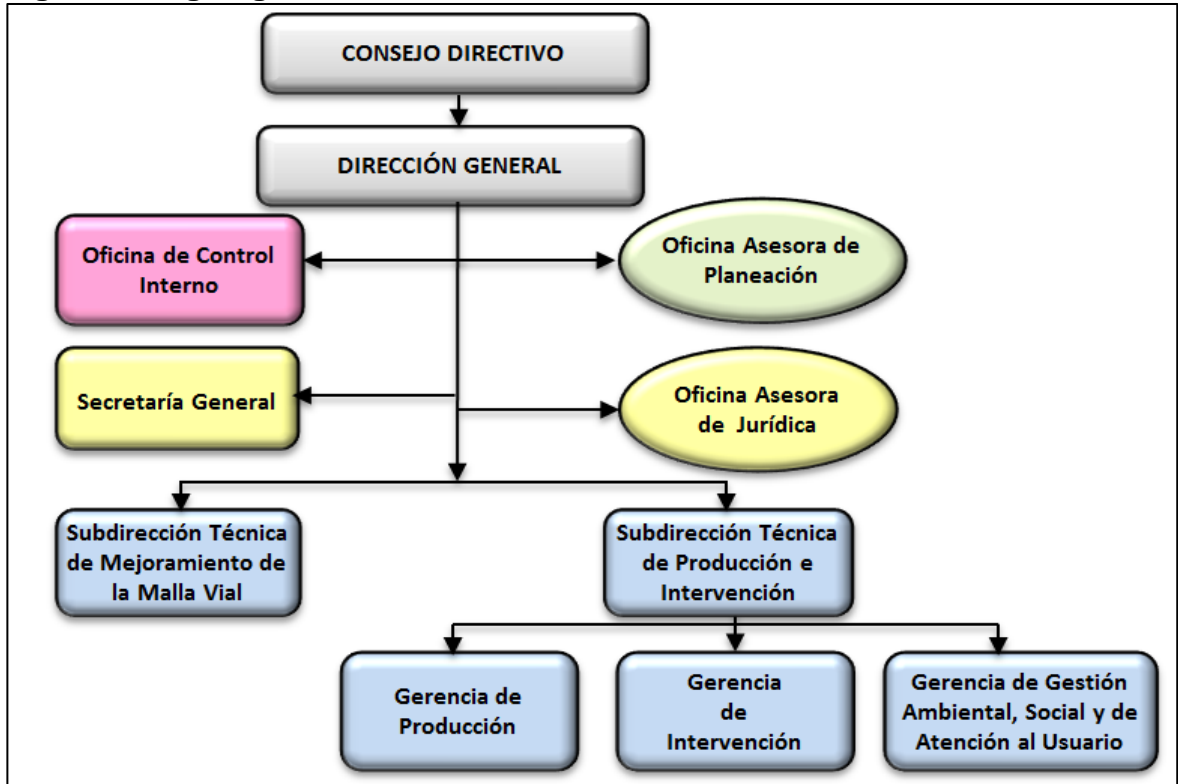 CONSEJO DIRECTIVO
DIRECCIÓN GENERAL
Oficina de Control
Interno
Oficina Asesora de
Planeación
Secretaría General
Oficina Asesora
de Jurídica
Subdirección Técnica
de Mejoramiento de
la Malla Vial
Subdirección Técnica
de Producción e
Intervención
Gerencia de
Producción
Gerencia
de
Intervención
Gerencia de Gestión
Ambiental, Social y de
Atención al Usuario